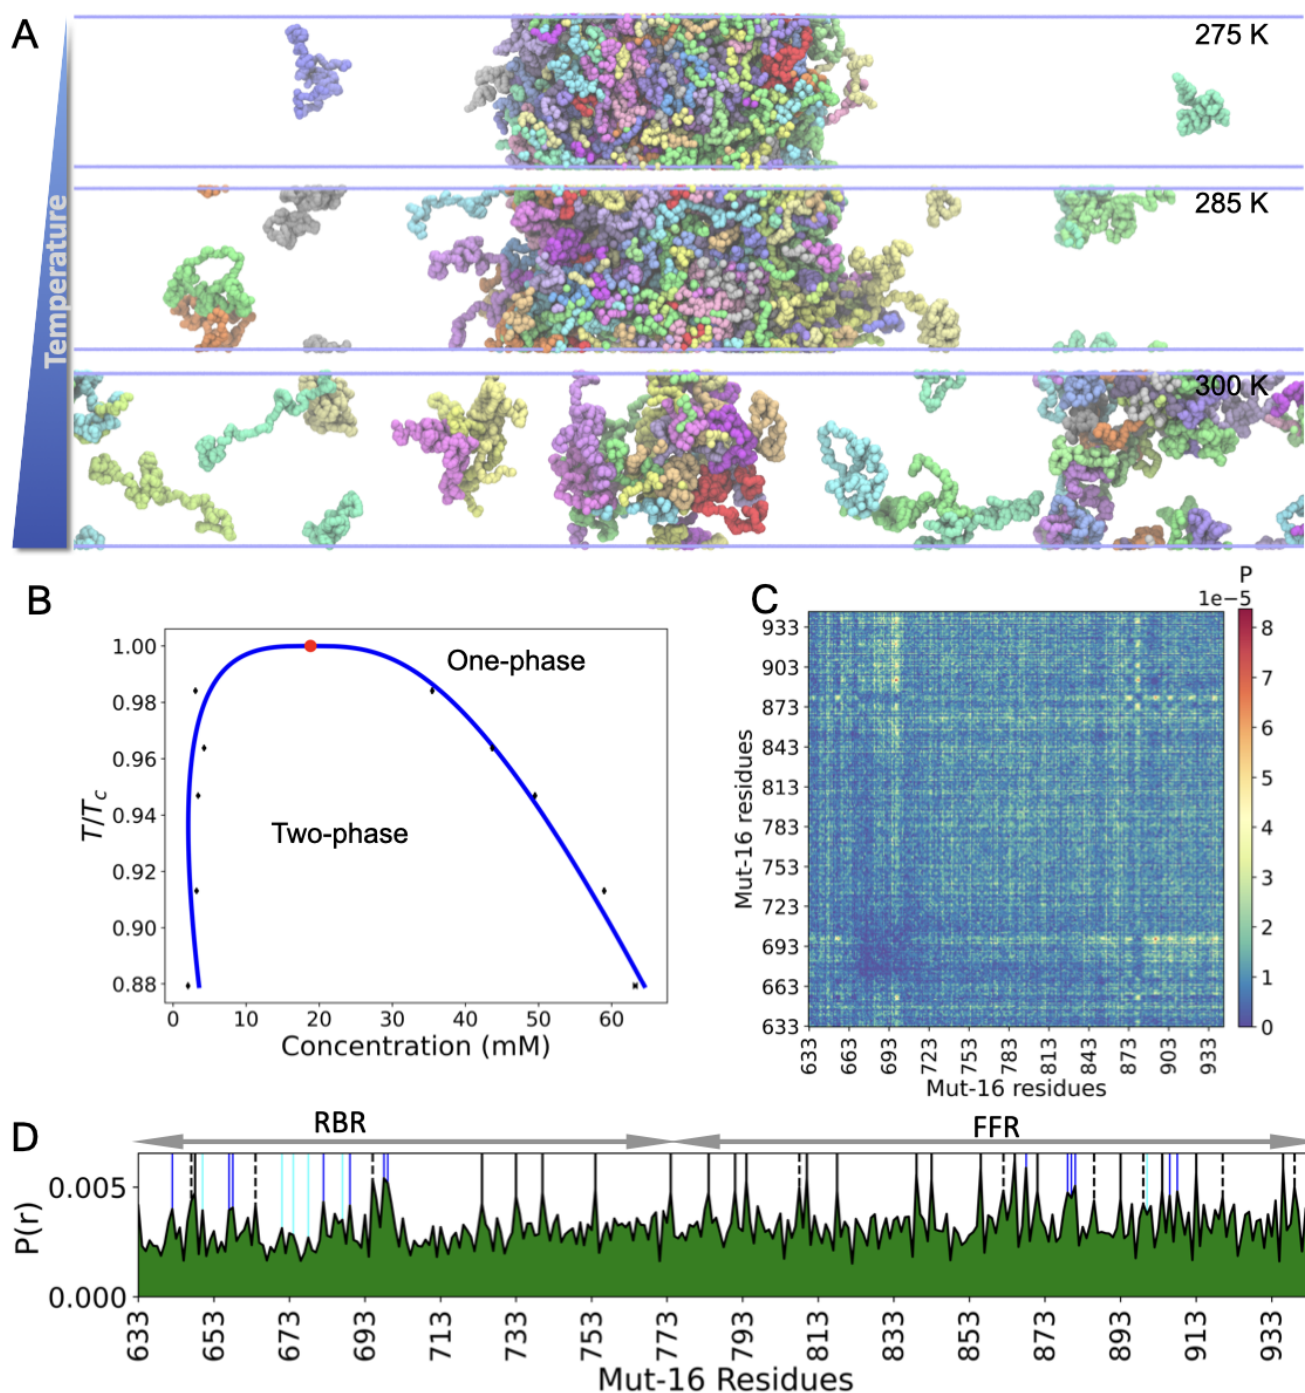 A
275 K
285 K
300 K
Temperature
B
1.00
0.98
0.96
0.94
0.92
0.90
0.88
T/Tc
One-phase
Two-phase
0 10 20 30 40 50 60
Concentration (mM)
C
P
1e−5
933
903
873
843
813
783
753
723
693
663
633
Mut-16 residues
633 663 693 723 753 783 813 843 873 903 933
Mut-16 residues
8
7
6
5
4
3
2
1
0
D
RBR FFR
0.005
0.000
P(r)
633 653 673 693 713 733 753 773 793 813 833 853 873 893 913 933
Mut-16 Residues